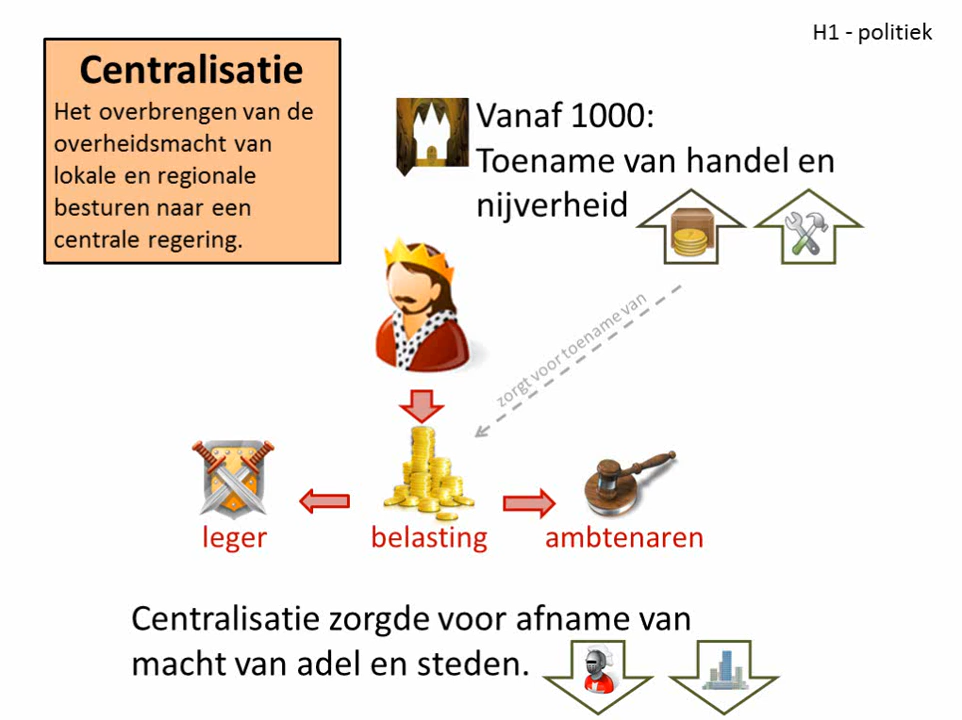 H1 - politiek
Centralisatie
Het overbrengen van de
overheidsmacht van
lokale en regionale
besturen naar een
centrale regering.
Vanaf 1000:
Toename van handel en
nijverheid
zorgt voor toename van
leger
belasting
ambtenaren
Centralisatie zorgde voor afname van
macht van adel en steden.